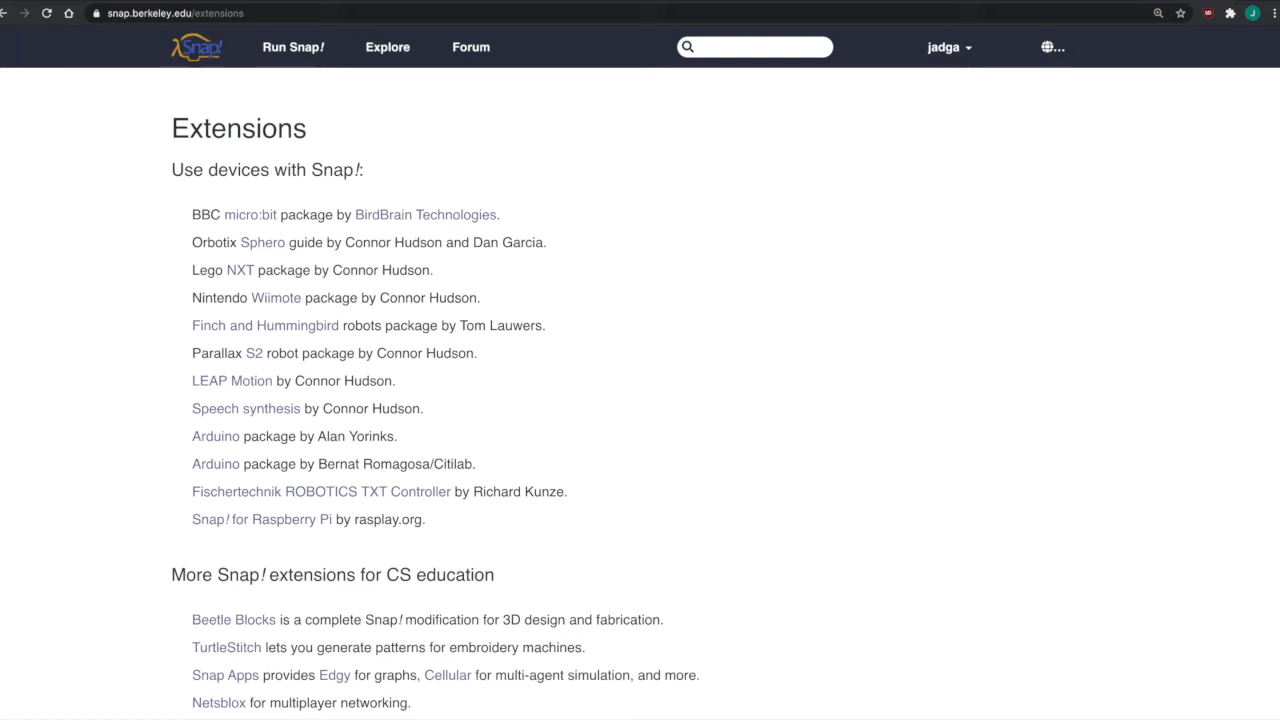 snap.berkeley.edu/extensions
UD
J
Snap!
Run Snap!
Explore
Forum
jadga
...
Extensions
Use devices with Snap!:
BBC micro:bit package by BirdBrain Technologies.
Orbotix Sphero guide by Connor Hudson and Dan Garcia.
Lego NXT package by Connor Hudson.
Nintendo Wiimote package by Connor Hudson.
Finch and Hummingbird robots package by Tom Lauwers.
Parallax S2 robot package by Connor Hudson.
LEAP Motion by Connor Hudson.
Speech synthesis by Connor Hudson.
Arduino package by Alan Yorinks.
Arduino package by Bernat Romagosa/Citilab.
Fischertechnik ROBOTICS TXT Controller by Richard Kunze.
Snap! for Raspberry Pi by rasplay.org.
More Snap! extensions for CS education
Beetle Blocks is a complete Snap! modification for 3D design and fabrication.
TurtleStitch lets you generate patterns for embroidery machines.
Snap Apps provides Edgy for graphs, Cellular for multi-agent simulation, and more.
Netsblox for multiplayer networking.